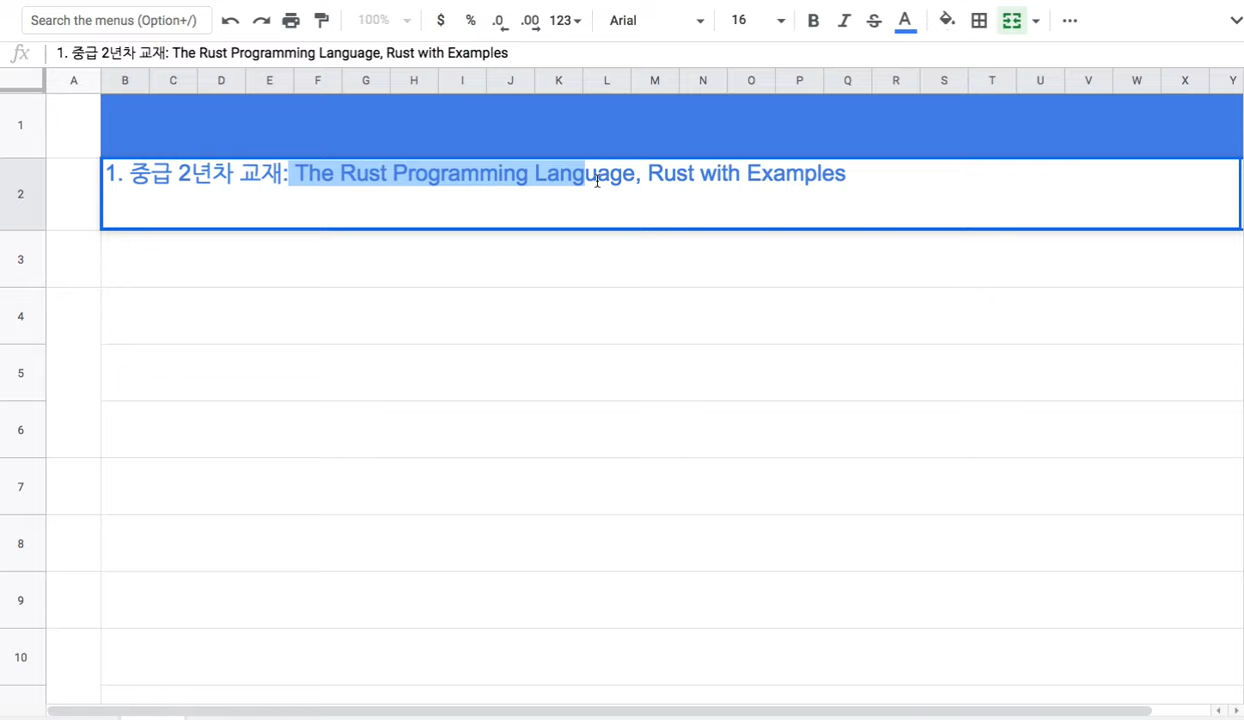 Search the menus (Option+/) 100% $ % .0 .00 123 Arial 16 B I S A
fx 1. 중급 2년차 교재: The Rust Programming Language, Rust with Examples
A B C D E F G H I J K L M N O P Q R S T U V W X Y
1
2 1. 중급 2년차 교재: The Rust Programming Language, Rust with Examples
3
4
5
6
7
8
9
10